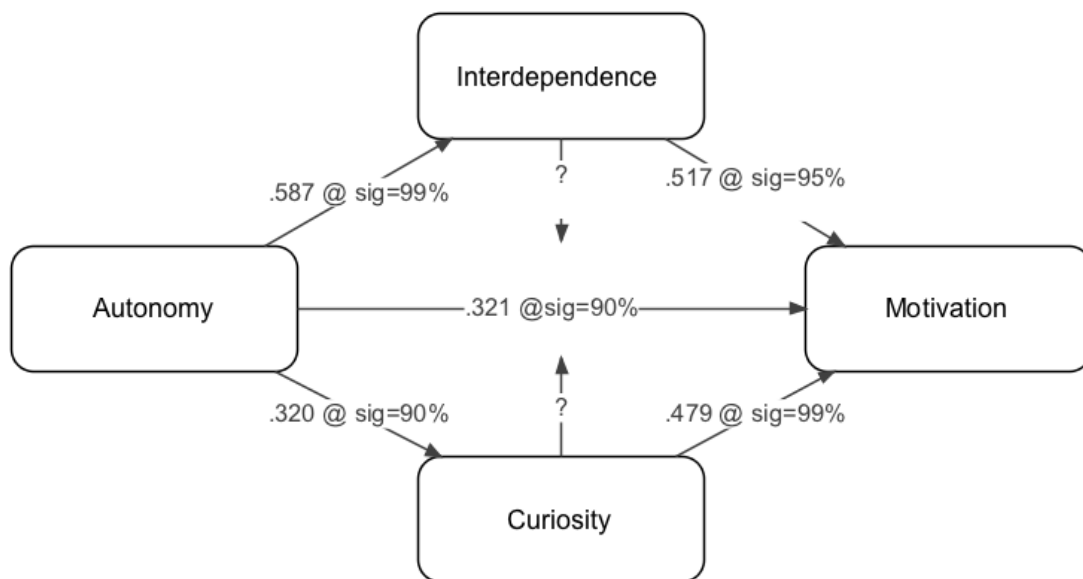 Interdependence
?
.587 @ sig=99%
.517 @ sig=95%
Autonomy
.321 @sig=90%
Motivation
.320 @ sig=90%
?
.479 @ sig=99%
Curiosity